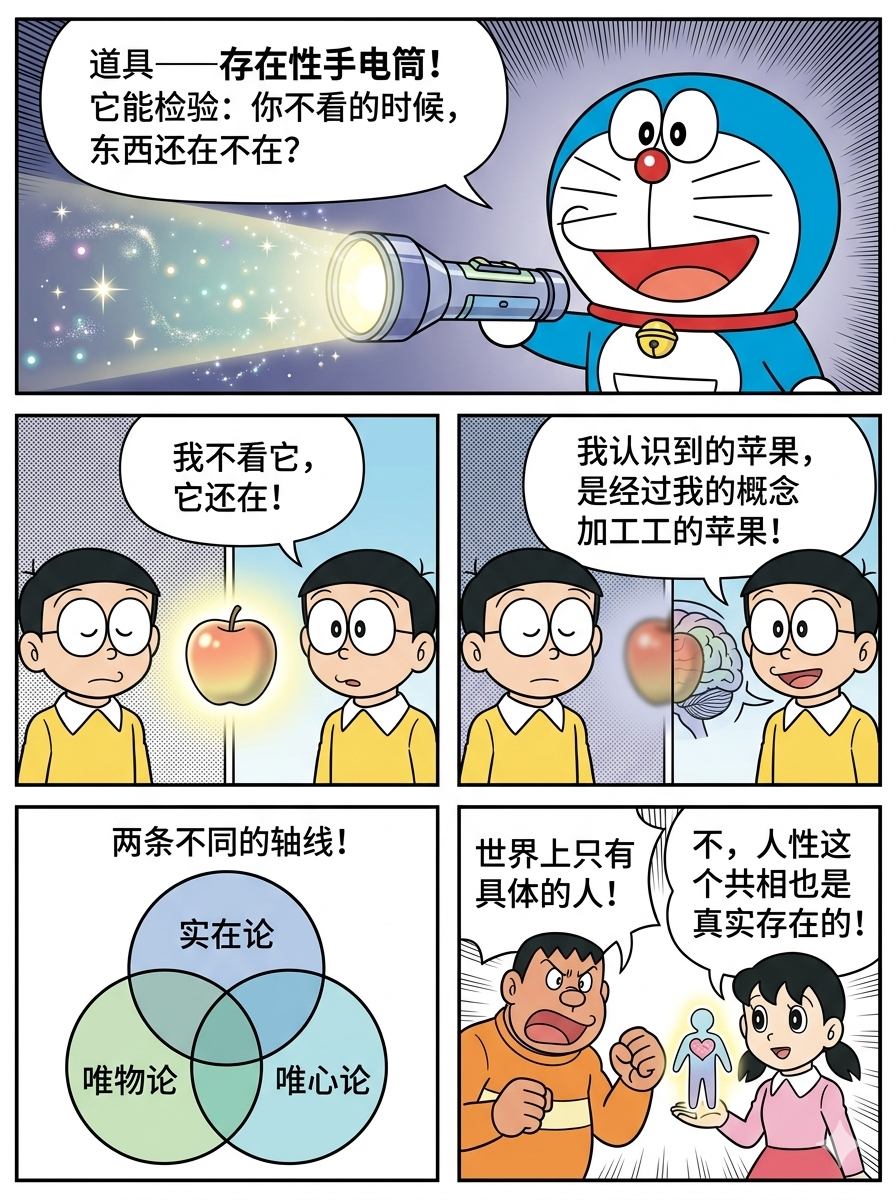 道具——存在性手电筒！
它能检验：你不看的时候，
东西还在不在？
我不看它，
它还在！
我认识到的苹果，
是经过我的概念
加工工的苹果！
两条不同的轴线！
实在论
唯物论
唯心论
世界上只有
具体的人！
不，人性这
个共相也是
真实存在的！